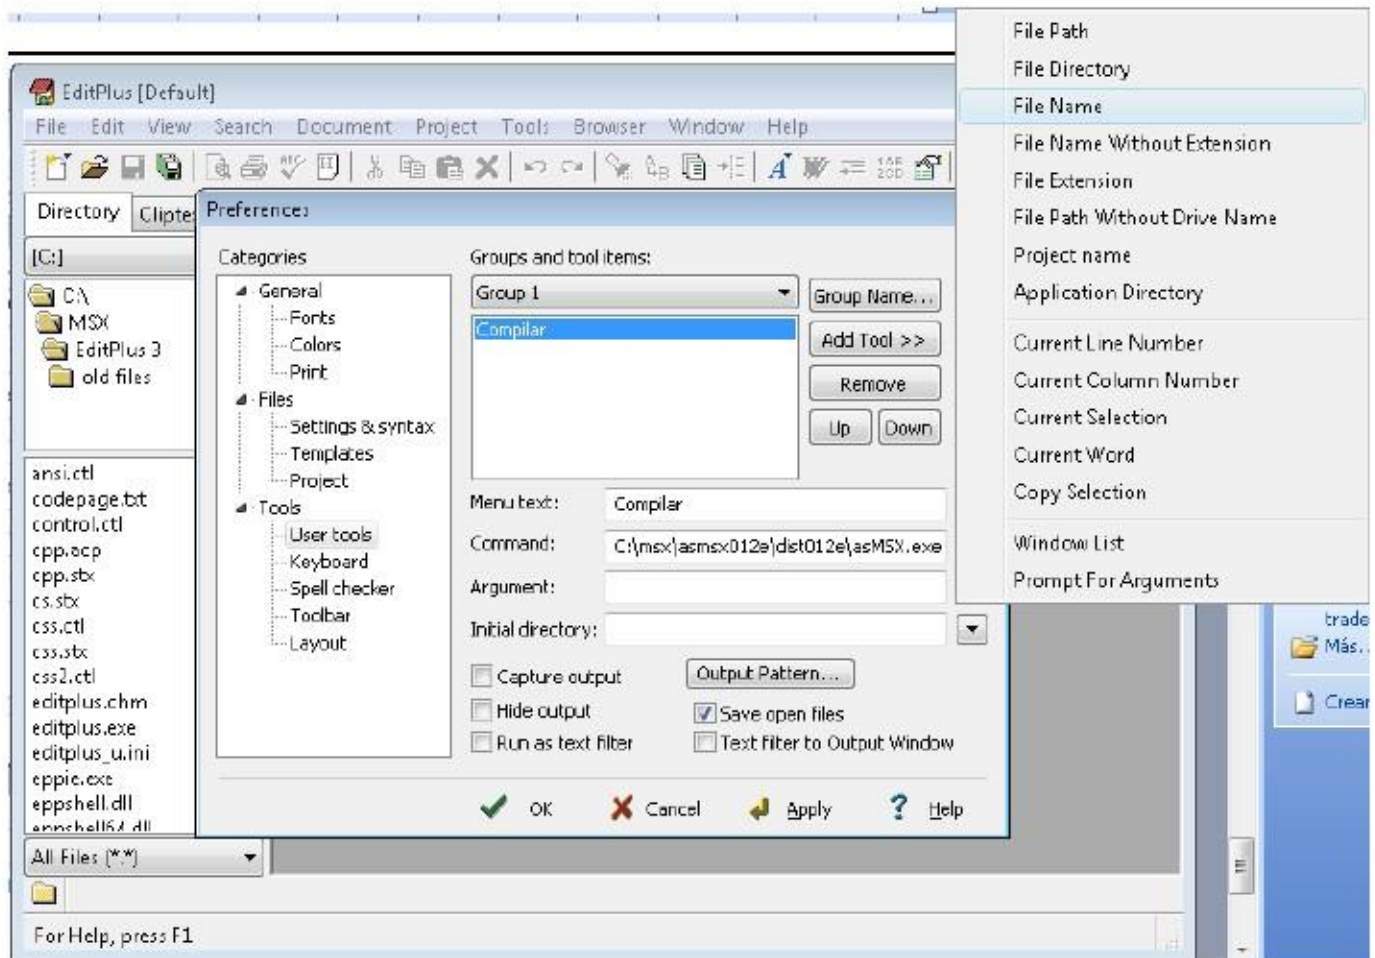 EditPlus [Default]
File Edit View Search Document Project Tools Browser Window Help
Directory Cliptex
[C:]
C:\
MSX
EditPlus 3
old files
ansi.ctl
codepage.txt
control.ctl
cpp.acp
cpp.stx
cs.stx
css.ctl
css.stx
css2.ctl
editplus.chm
editplus.exe
editplus_u.ini
eppie.exe
eppshell.dll
eppshell64.dll
All Files (*.*)
For Help, press F1
Preferences
Categories
General
Fonts
Colors
Print
Files
Settings & syntax
Templates
Project
Tools
User tools
Keyboard
Spell checker
Toolbar
Layout
Groups and tool items:
Group 1
Group Name...
Compilar
Add Tool >>
Remove
Up Down
Menu text: Compilar
Command: C:\msx\asmsx012e\dist012e\asMSX.exe
Argument:
Initial directory:
Capture output
Output Pattern...
Hide output
Save open files
Run as text filter
Text filter to Output Window
OK Cancel Apply Help
File Path
File Directory
File Name
File Name Without Extension
File Extension
File Path Without Drive Name
Project name
Application Directory
Current Line Number
Current Column Number
Current Selection
Current Word
Copy Selection
Window List
Prompt For Arguments
trade
Más..
Crear